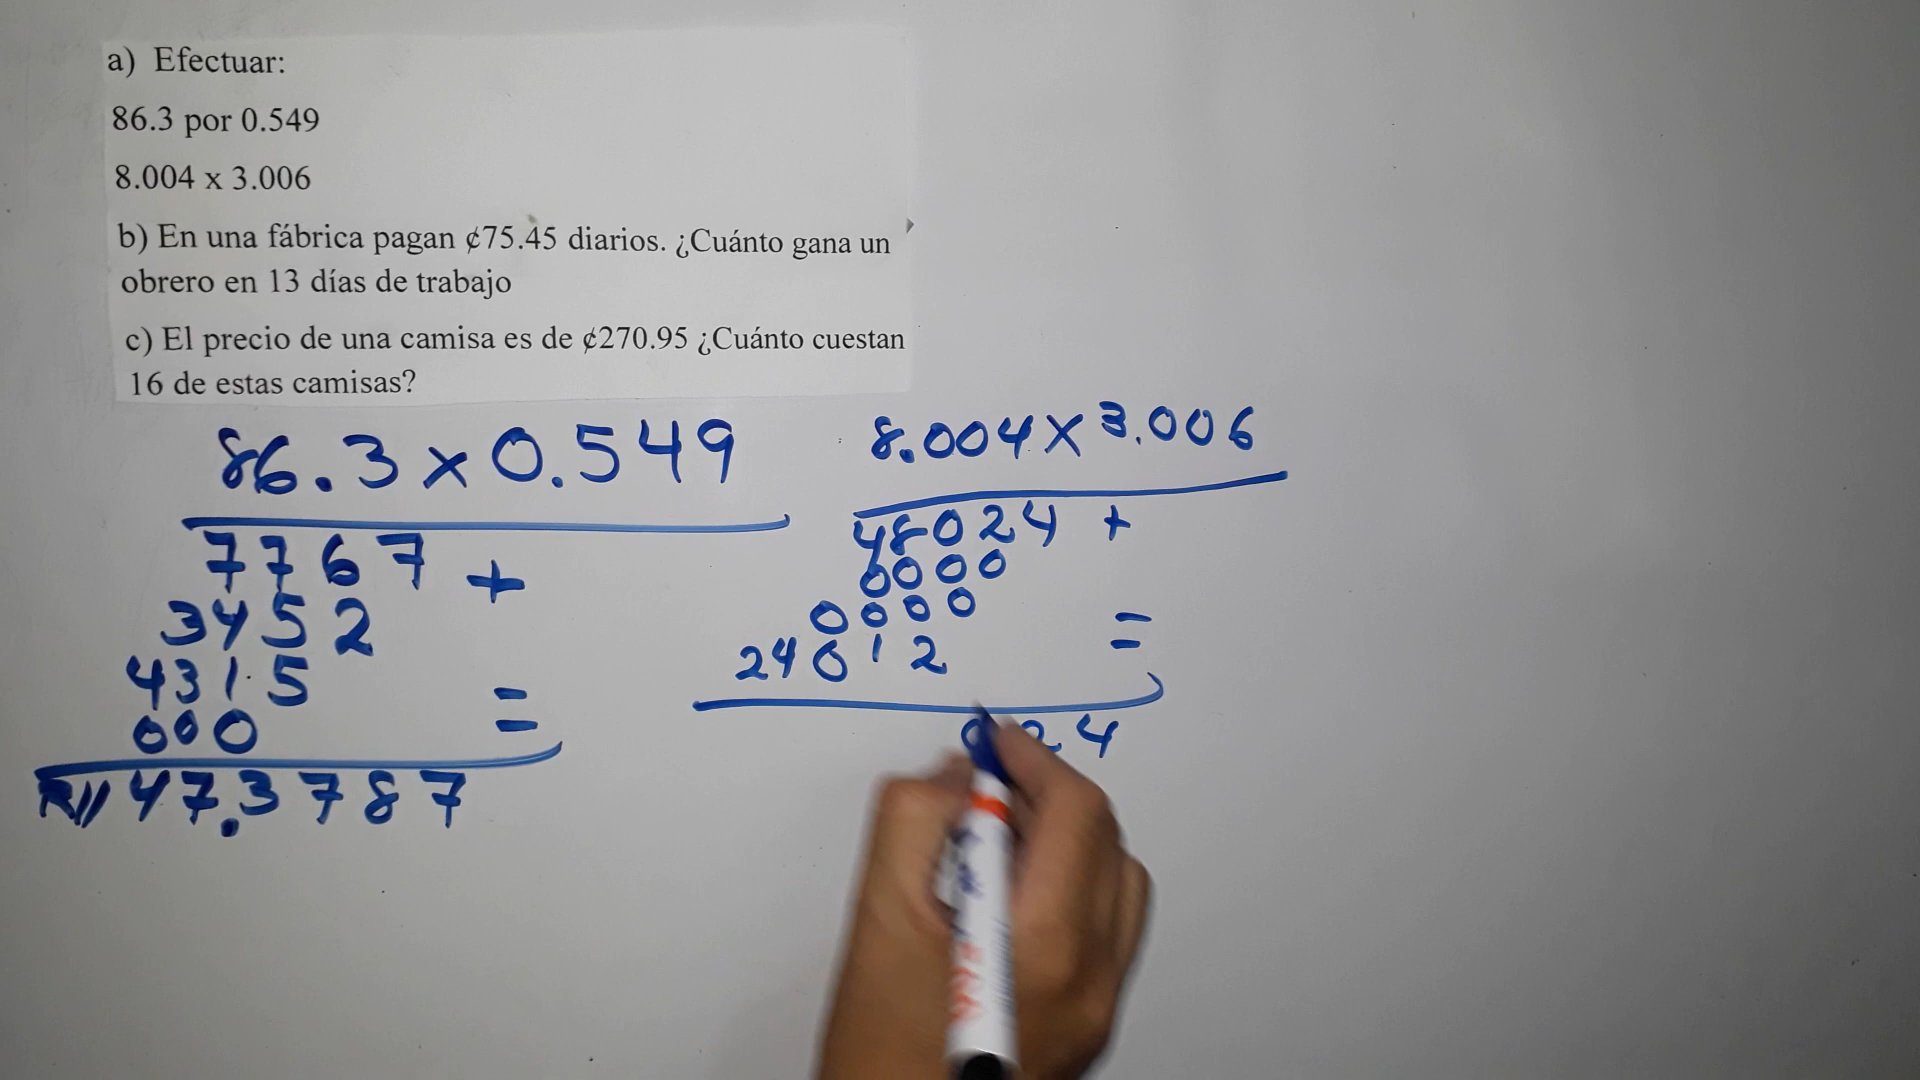 a) Efectuar:
86.3 por 0.549
8.004 x 3.006
b) En una fábrica pagan ¢75.45 diarios. ¿Cuánto gana un
obrero en 13 días de trabajo
c) El precio de una camisa es de ¢270.95 ¿Cuánto cuestan
16 de estas camisas?
86.3 x 0.549
7767 +
3452
4315 =
000
R// 47.3787
8.004 x 3.006
48024 +
0000
0000 =
24012
024